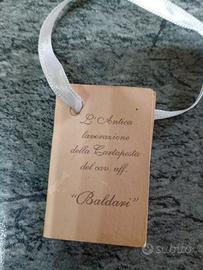 L'Antica
lavorazione
della Cartapesta
del cav. uff.
"Baldari"
subito